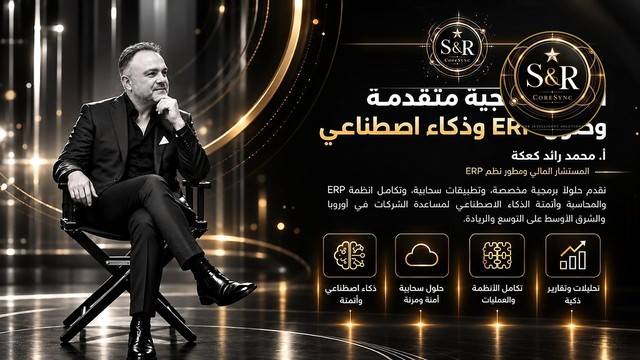 S&R
CORESYNC
S&R
CORESYNC
متقدمة
ERP وذكاء اصطناعي
أ. محمد رائد كعكة
المستشار المالي ومطور نظم ERP
نقدم حلولاً برمجية مخصصة، وتطبيقات سحابية، وتكامل انظمة ERP
والمحاسبة وأتمتة الذكاء الاصطناعي لمساعدة الشركات في أوروبا
والشرق الأوسط على التوسع والريادة.
ذكاء اصطناعي
وأتمتة
حلول سحابية
آمنة ومرنة
تكامل الأنظمة
والعمليات
تحليلات وتقارير
ذكية